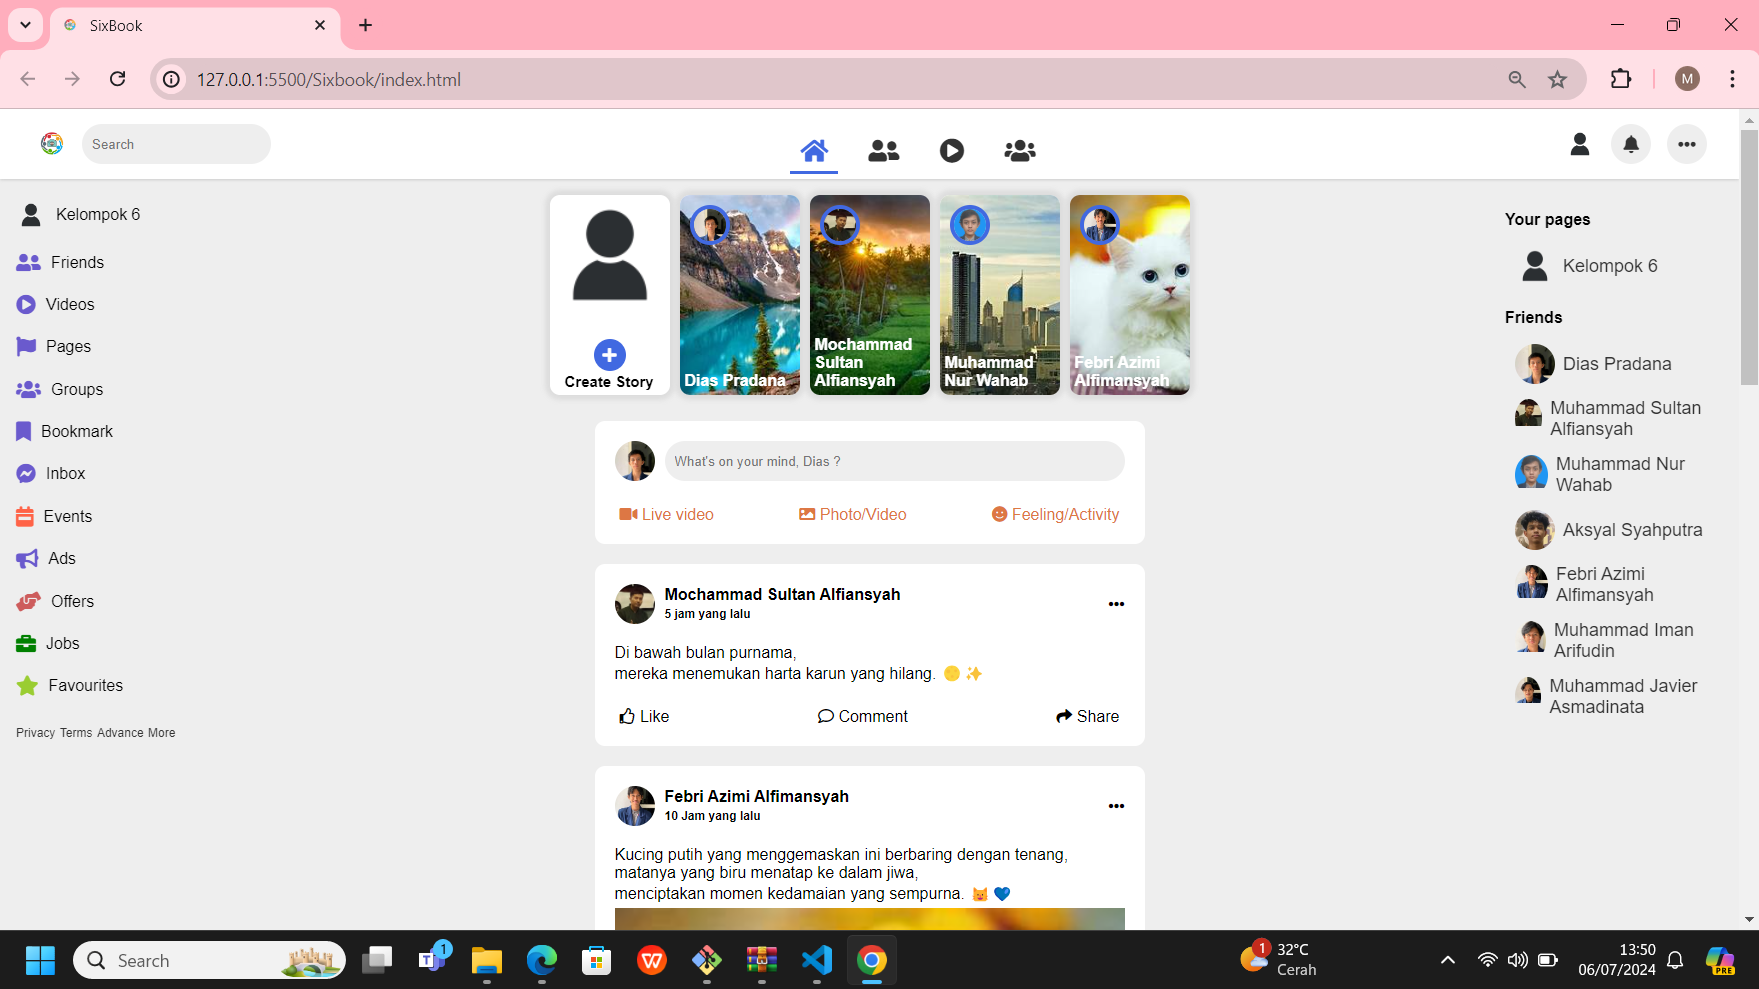 SixBook
127.0.0.1:5500/Sixbook/index.html
M
Search
Kelompok 6
Friends
Videos
Pages
Groups
Bookmark
Inbox
Events
Ads
Offers
Jobs
Favourites
Privacy Terms Advance More
Create Story
Dias Pradana
Mochammad
Sultan
Alfiansyah
Muhammad
Nur Wahab
Febri Azimi
Alfimansyah
What's on your mind, Dias ?
Live video
Photo/Video
Feeling/Activity
Mochammad Sultan Alfiansyah
5 jam yang lalu
Di bawah bulan purnama,
mereka menemukan harta karun yang hilang. 🌕 ✨
Like
Comment
Share
Febri Azimi Alfimansyah
10 Jam yang lalu
Kucing putih yang menggemaskan ini berbaring dengan tenang,
matanya yang biru menatap ke dalam jiwa,
menciptakan momen kedamaian yang sempurna. 😺 💙
Your pages
Kelompok 6
Friends
Dias Pradana
Muhammad Sultan
Alfiansyah
Muhammad Nur
Wahab
Aksyal Syahputra
Febri Azimi
Alfimansyah
Muhammad Iman
Arifudin
Muhammad Javier
Asmadinata
Search
1
1
32°C
Cerah
13:50
06/07/2024
PRE